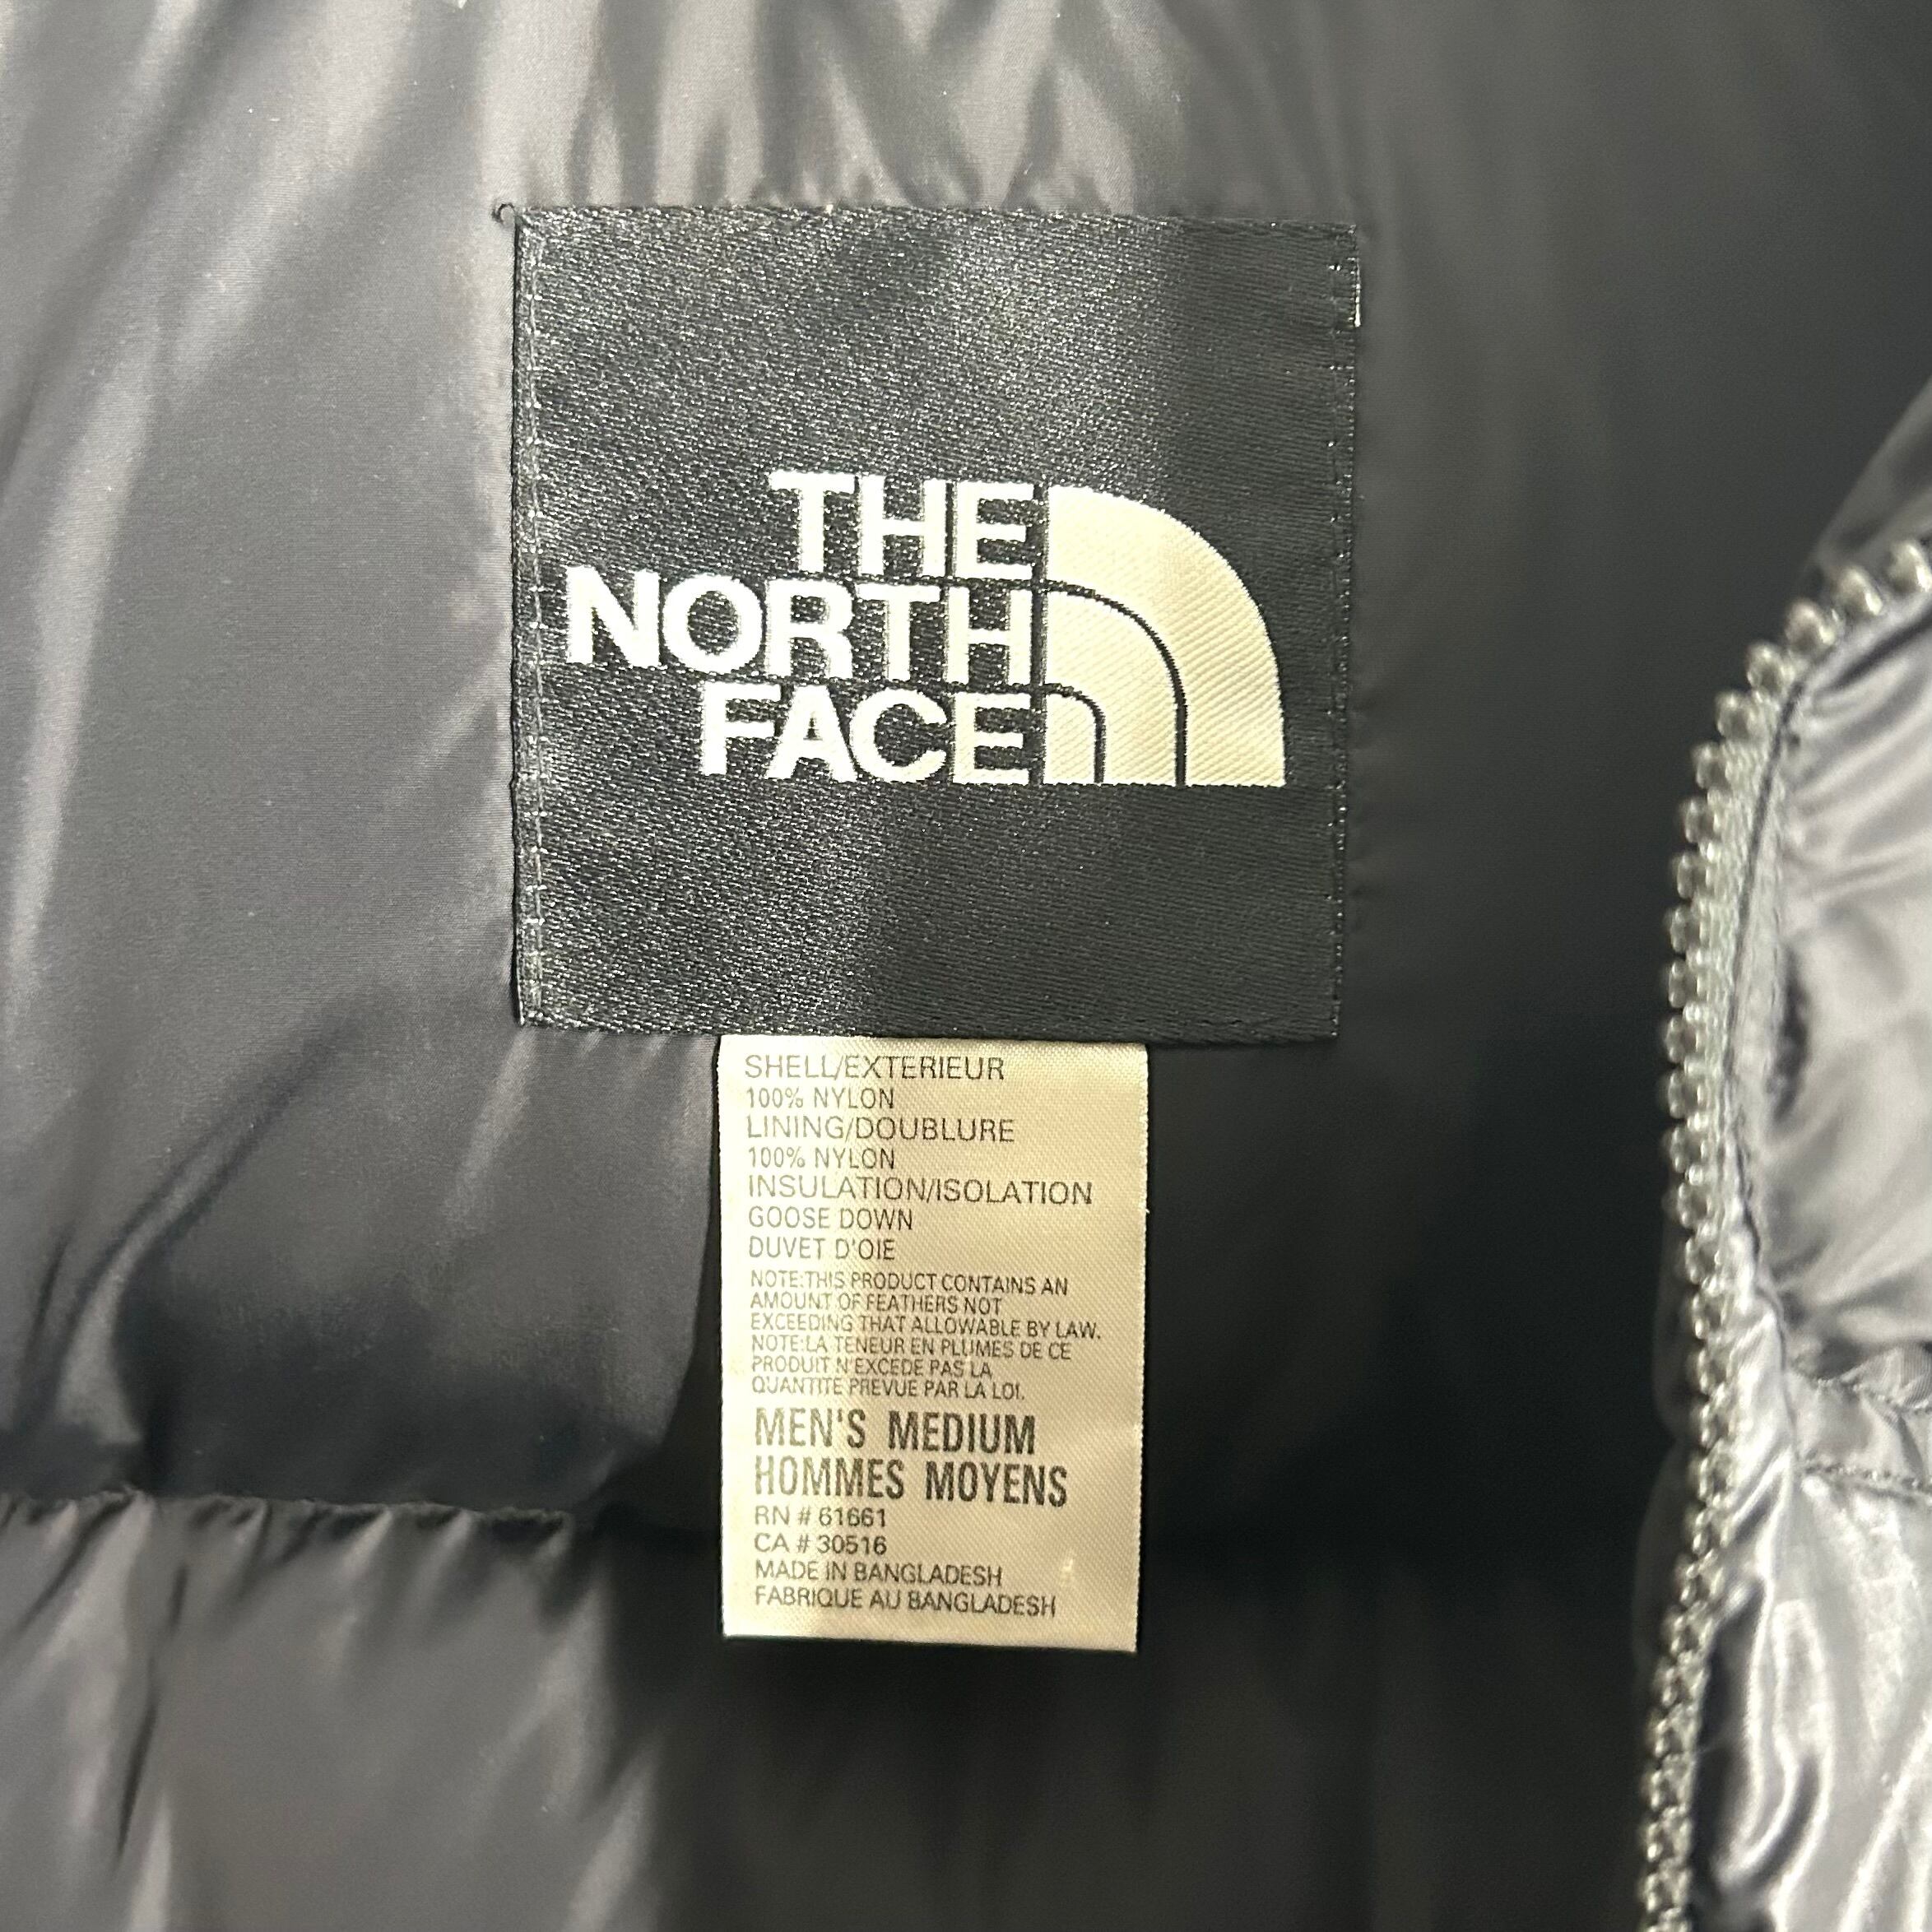 THE
NORTH
FACE
SHELL/EXTERIEUR
100% NYLON
LINING/DOUBLURE
100% NYLON
INSULATION/ISOLATION
GOOSE DOWN
DUVET D'OIE
NOTE:THIS PRODUCT CONTAINS AN
AMOUNT OF FEATHERS NOT
EXCEEDING THAT ALLOWABLE BY LAW.
NOTE:LA TENEUR EN PLUMES DE CE
PRODUIT N'EXCEDE PAS LA
QUANTITE PREVUE PAR LA LOI.
MEN'S MEDIUM
HOMMES MOYENS
RN # 61661
CA # 30516
MADE IN BANGLADESH
FABRIQUE AU BANGLADESH